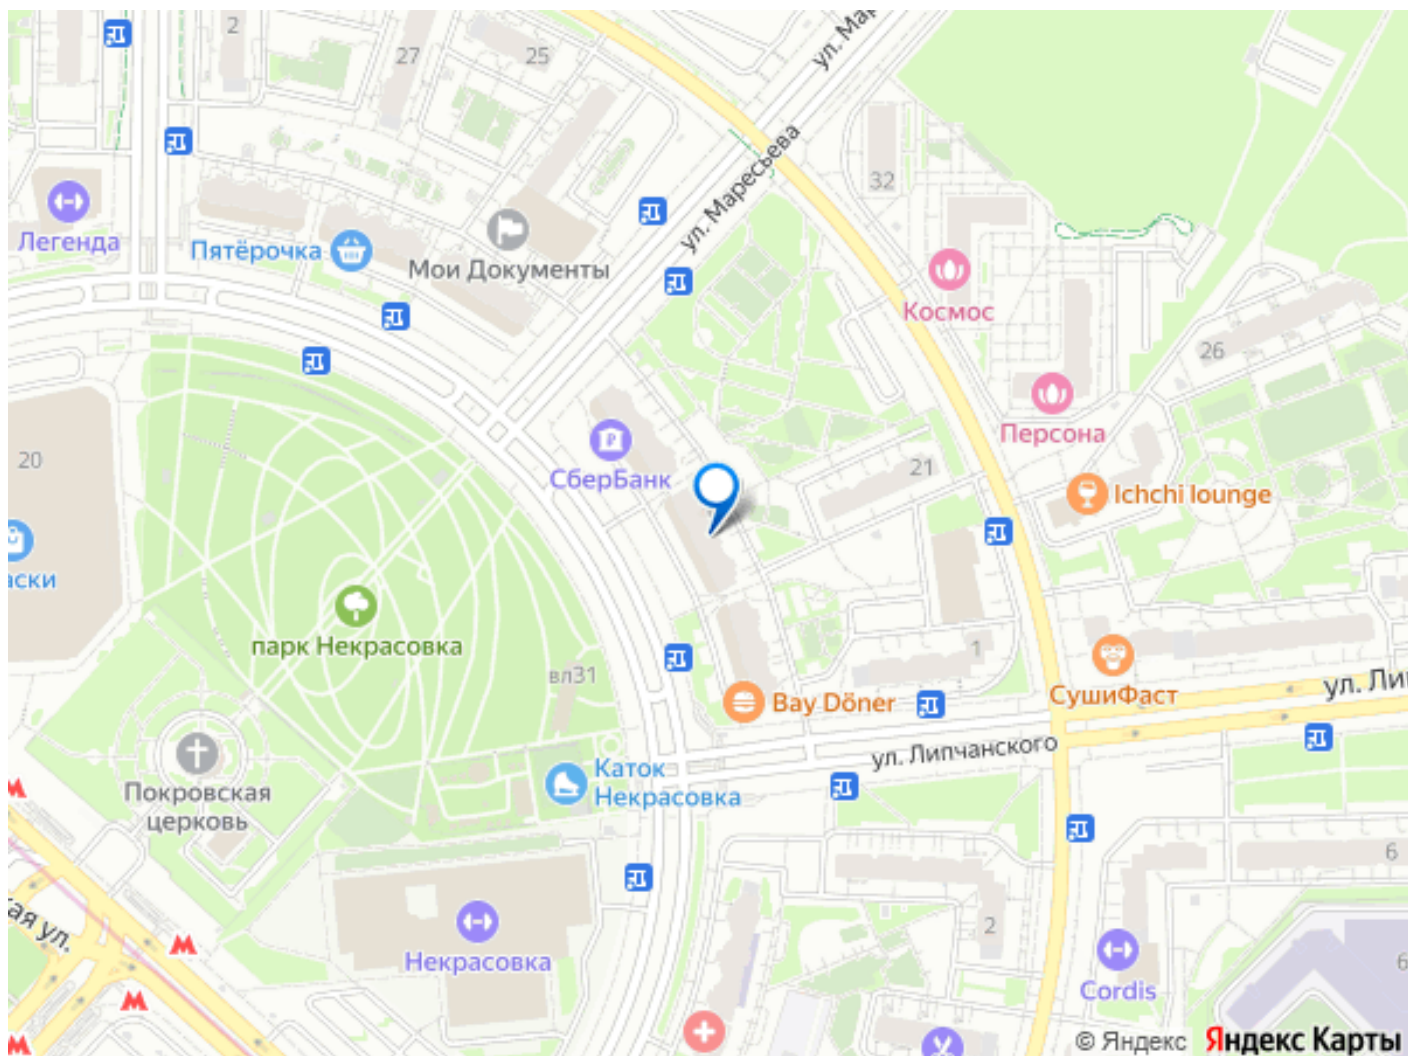 2
27
25
ул. Мар
ул. Маресьева
32
Легенда
Пятёрочка
Мои Документы
Космос
26
Персона
20
СберБанк
21
Ichchi lounge
аски
парк Некрасовка
вл31
1
СушиФаст
ул. Ли
Bay Döner
ул. Липчанского
Каток
Некрасовка
Покровская
церковь
6
2
ая ул.
Некрасовка
Cordis
6
© Яндекс Яндекс Карты